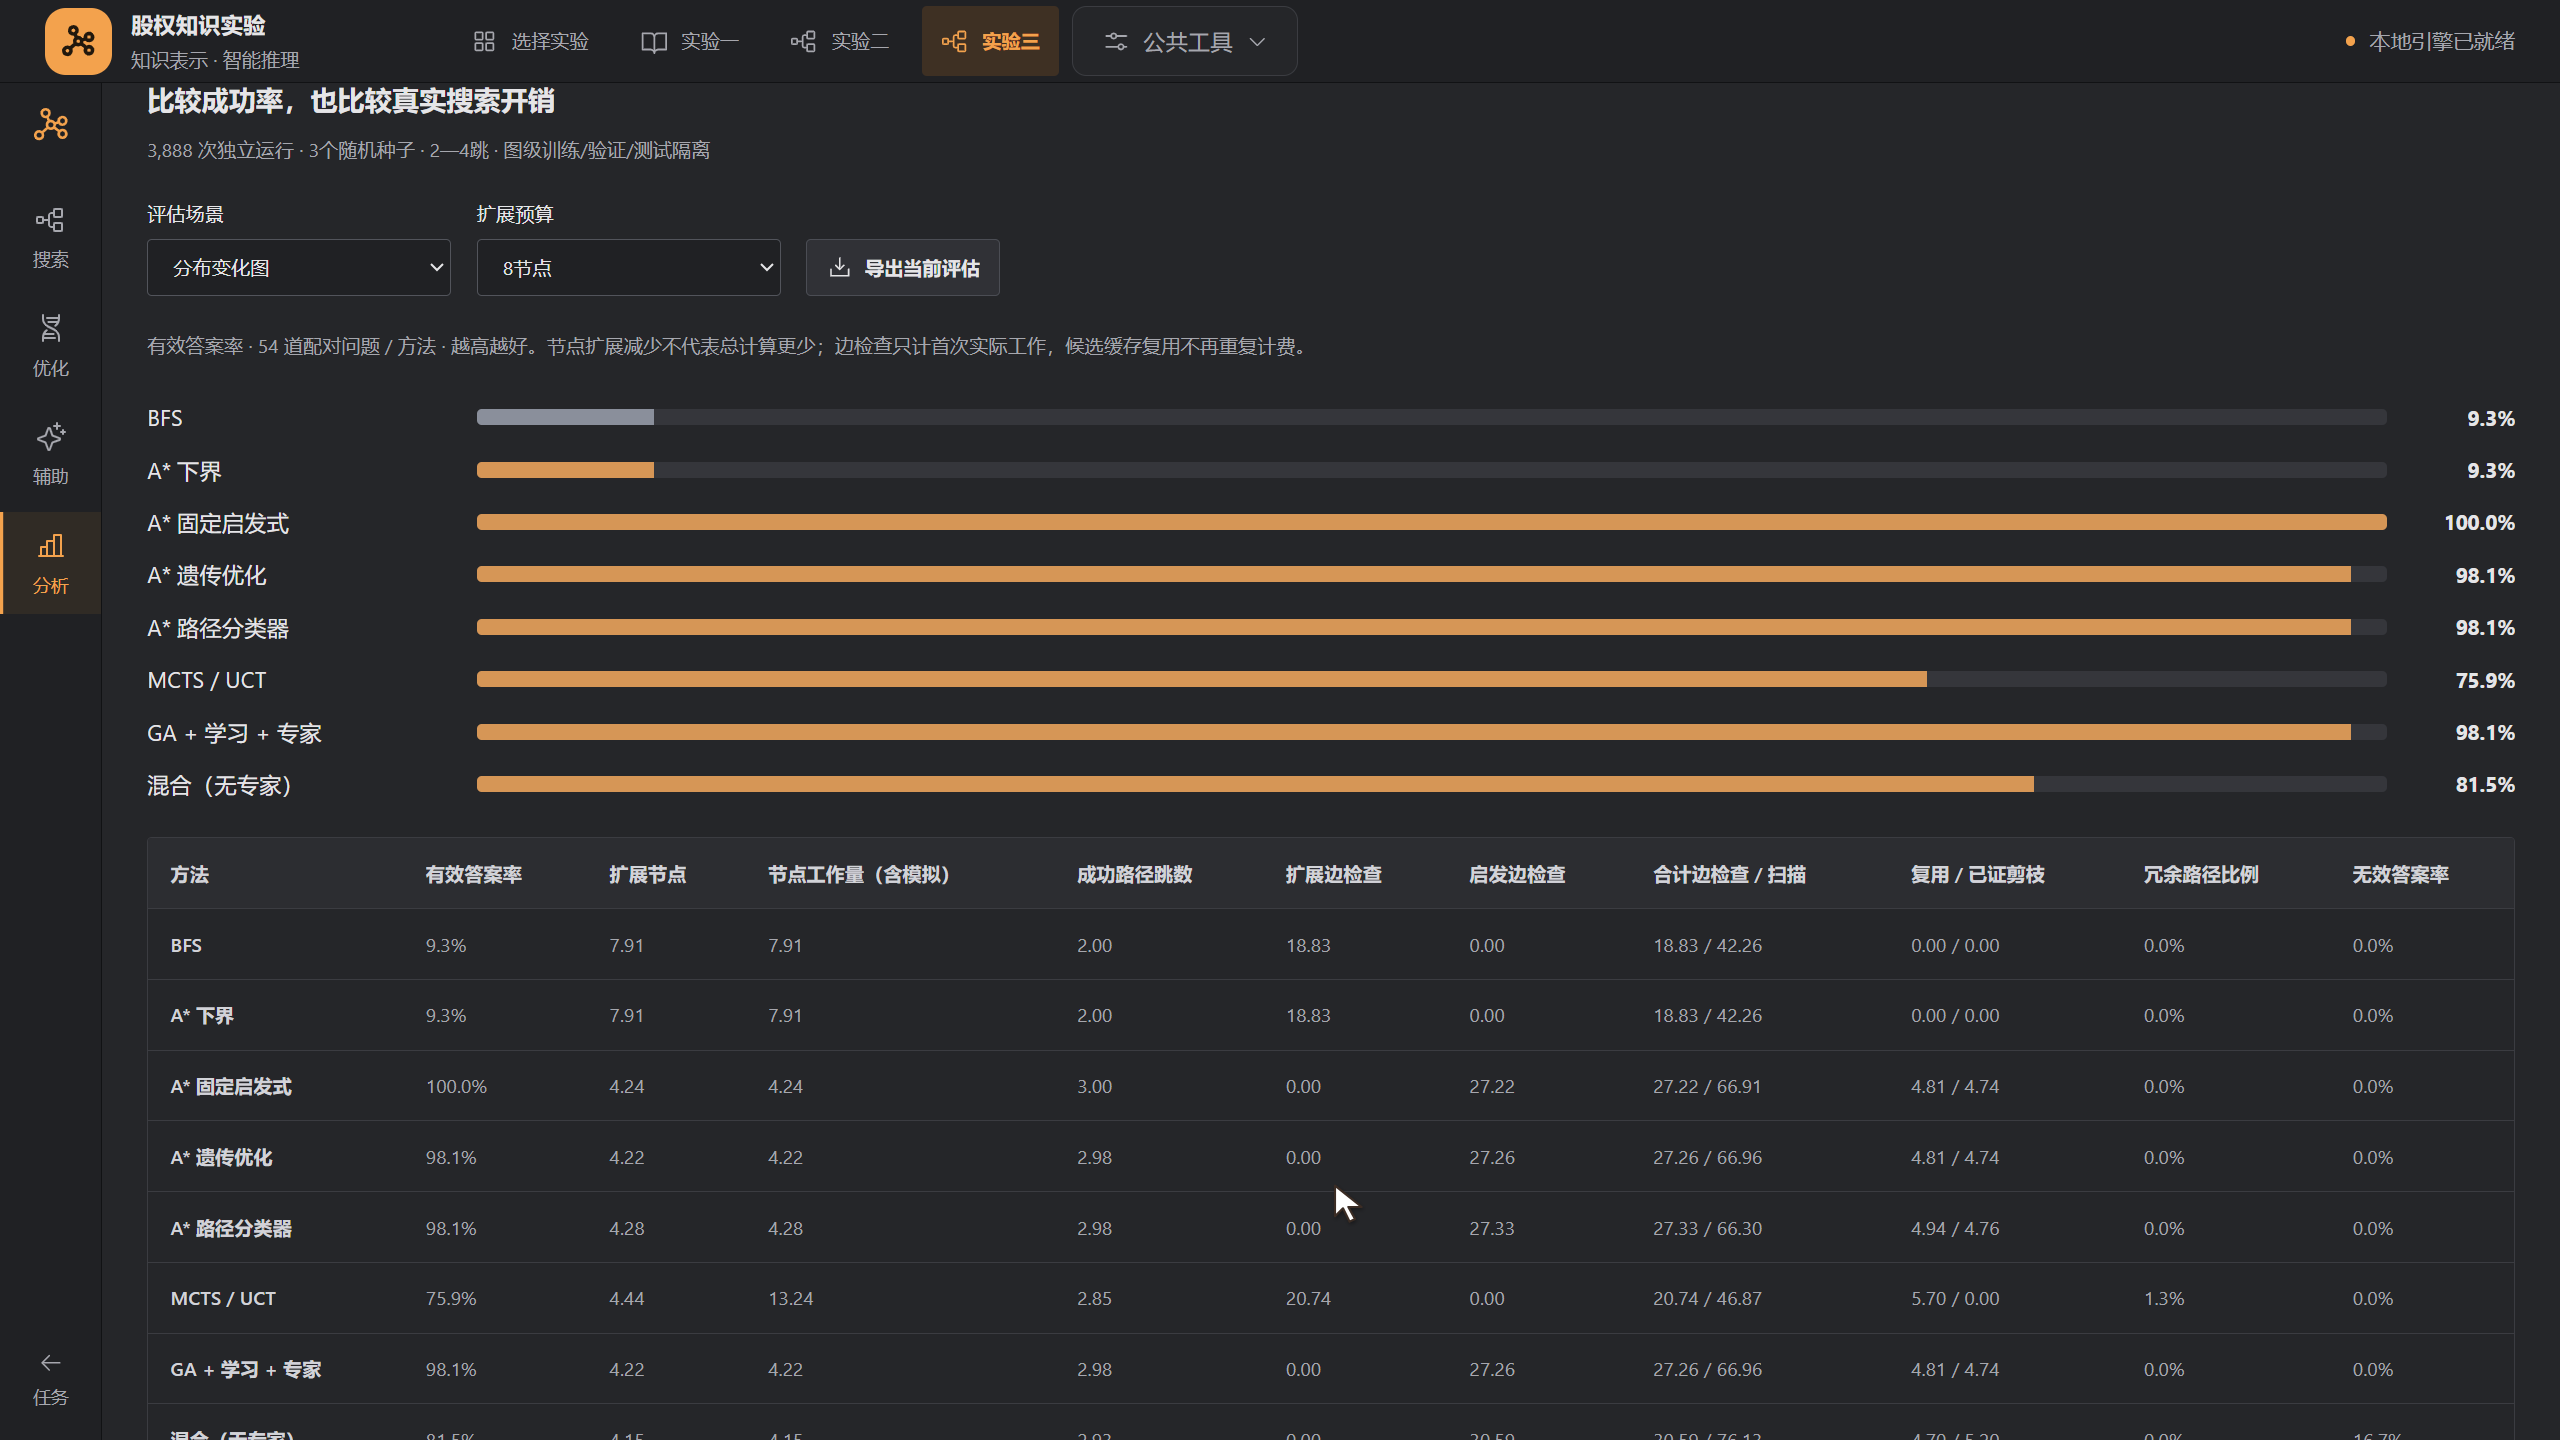 股权知识实验
知识表示 · 智能推理
选择实验
实验一
实验二
实验三
公共工具
本地引擎已就绪
搜索
优化
辅助
分析
任务
比较成功率，也比较真实搜索开销
3,888 次独立运行 · 3个随机种子 · 2—4跳 · 图级训练/验证/测试隔离
评估场景 扩展预算
分布变化图 8节点 导出当前评估
有效答案率 · 54 道配对问题 / 方法 · 越高越好。节点扩展减少不代表总计算更少；边检查只计首次实际工作，候选缓存复用不再重复计费。
BFS 9.3%
A* 下界 9.3%
A* 固定启发式 100.0%
A* 遗传优化 98.1%
A* 路径分类器 98.1%
MCTS / UCT 75.9%
GA + 学习 + 专家 98.1%
混合（无专家） 81.5%
方法 有效答案率 扩展节点 节点工作量（含模拟） 成功路径跳数 扩展边检查 启发边检查 合计边检查 / 扫描 复用 / 已证剪枝 冗余路径比例 无效答案率
BFS 9.3% 7.91 7.91 2.00 18.83 0.00 18.83 / 42.26 0.00 / 0.00 0.0% 0.0%
A* 下界 9.3% 7.91 7.91 2.00 18.83 0.00 18.83 / 42.26 0.00 / 0.00 0.0% 0.0%
A* 固定启发式 100.0% 4.24 4.24 3.00 0.00 27.22 27.22 / 66.91 4.81 / 4.74 0.0% 0.0%
A* 遗传优化 98.1% 4.22 4.22 2.98 0.00 27.26 27.26 / 66.96 4.81 / 4.74 0.0% 0.0%
A* 路径分类器 98.1% 4.28 4.28 2.98 0.00 27.33 27.33 / 66.30 4.94 / 4.76 0.0% 0.0%
MCTS / UCT 75.9% 4.44 13.24 2.85 20.74 0.00 20.74 / 46.87 5.70 / 0.00 1.3% 0.0%
GA + 学习 + 专家 98.1% 4.22 4.22 2.98 0.00 27.26 27.26 / 66.96 4.81 / 4.74 0.0% 0.0%
混合（无专家） 81.5% 4.15 4.15